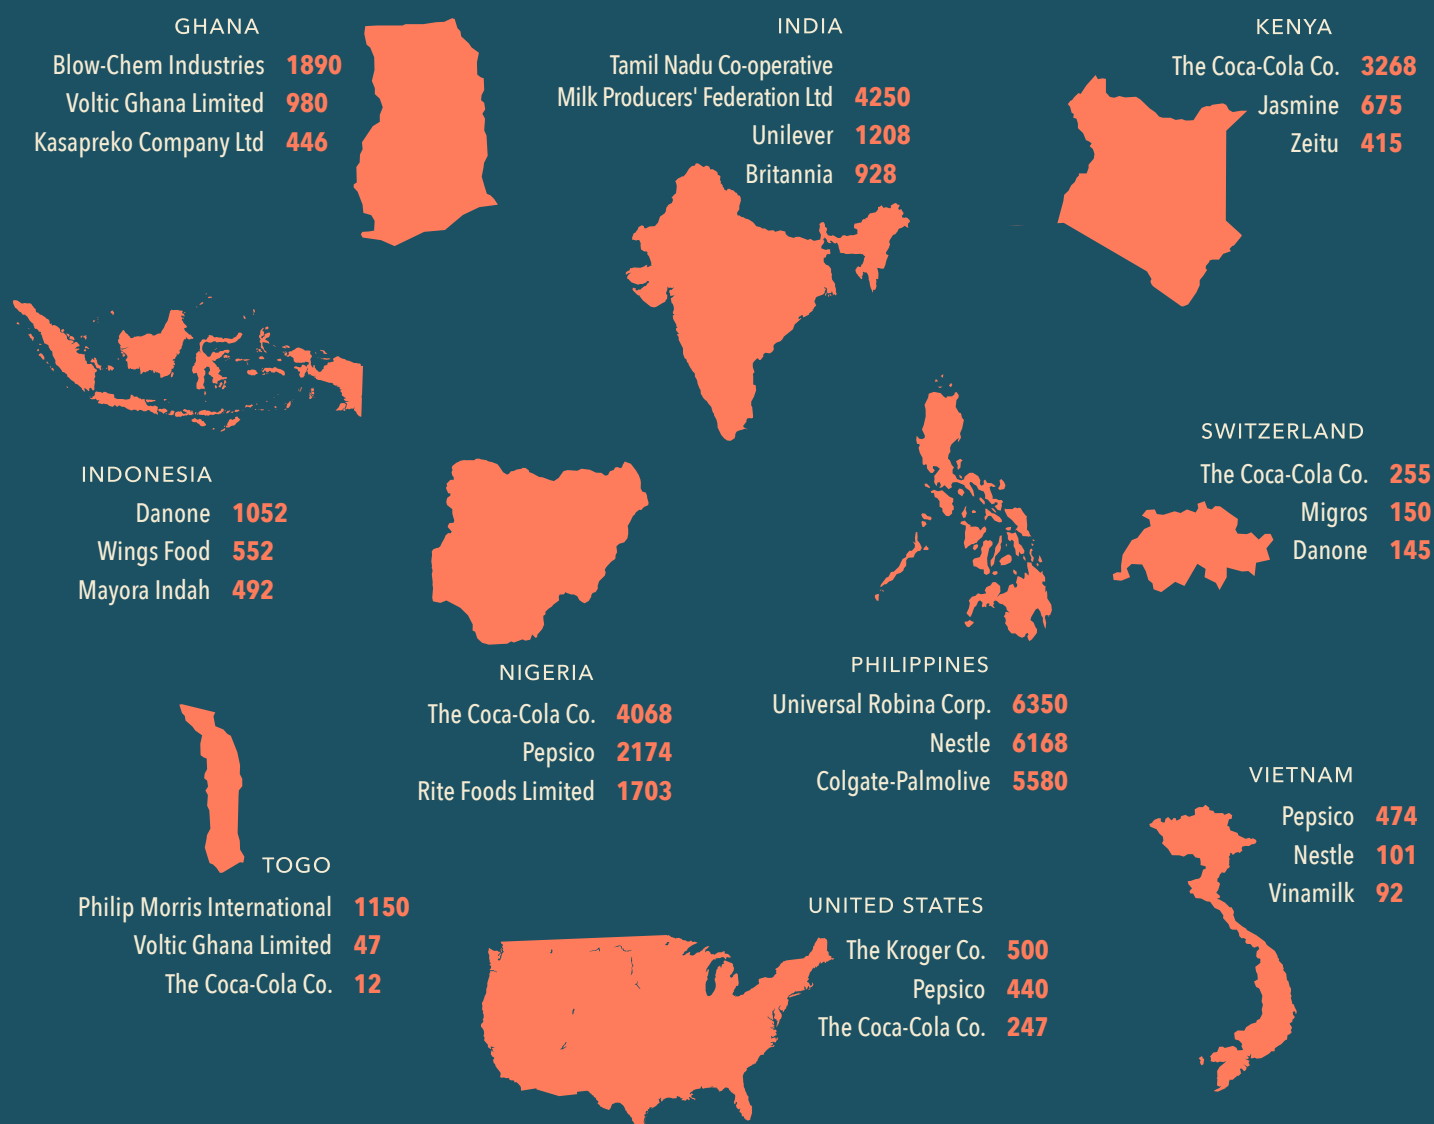 GHANA
Blow-Chem Industries 1890
Voltic Ghana Limited 980
Kasapreko Company Ltd 446
INDIA
Tamil Nadu Co-operative
Milk Producers' Federation Ltd 4250
Unilever 1208
Britannia 928
KENYA
The Coca-Cola Co. 3268
Jasmine 675
Zeitu 415
INDONESIA
Danone 1052
Wings Food 552
Mayora Indah 492
NIGERIA
The Coca-Cola Co. 4068
Pepsico 2174
Rite Foods Limited 1703
PHILIPPINES
Universal Robina Corp. 6350
Nestle 6168
Colgate-Palmolive 5580
SWITZERLAND
The Coca-Cola Co. 255
Migros 150
Danone 145
TOGO
Philip Morris International 1150
Voltic Ghana Limited 47
The Coca-Cola Co. 12
UNITED STATES
The Kroger Co. 500
Pepsico 440
The Coca-Cola Co. 247
VIETNAM
Pepsico 474
Nestle 101
Vinamilk 92